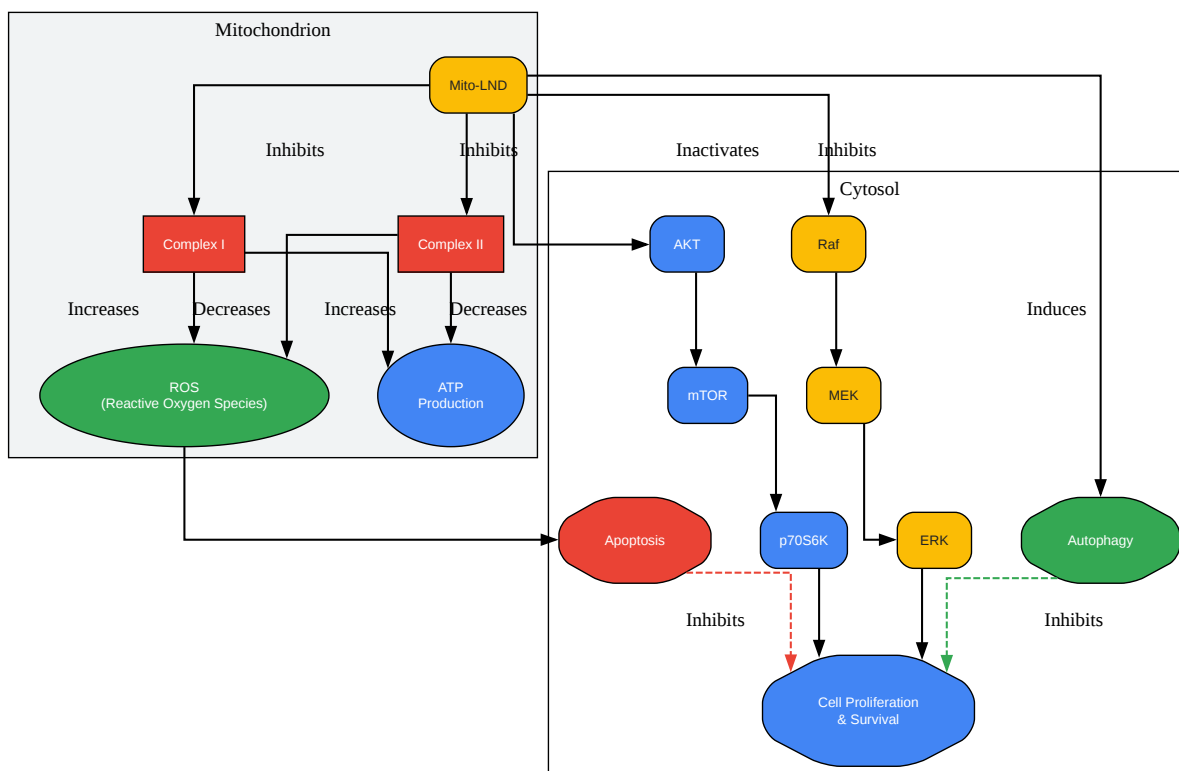 Mitochondrion
Mito-LND
Inhibits
Inhibits
Inactivates
Inhibits
Cytosol
Complex I
Complex II
AKT
Raf
Increases
Decreases
Increases
Decreases
Induces
ROS
(Reactive Oxygen Species)
ATP
Production
mTOR
MEK
Apoptosis
p70S6K
ERK
Autophagy
Inhibits
Inhibits
Cell Proliferation
& Survival